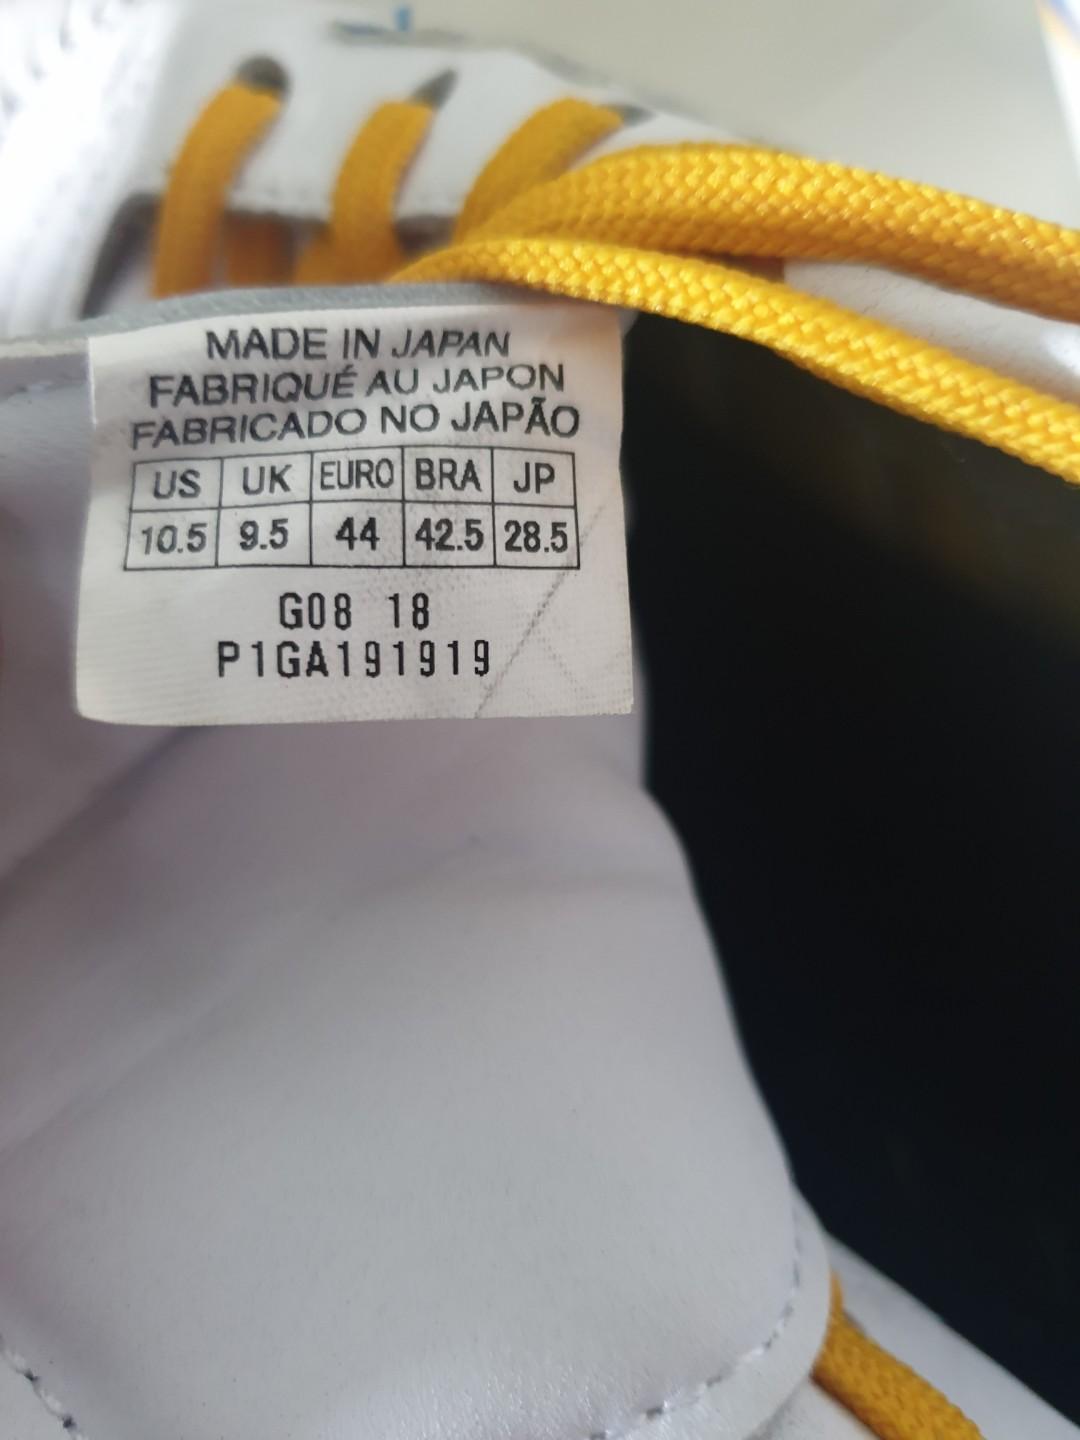 MADE IN JAPAN
FABRIQUÉ AU JAPON
FABRICADO NO JAPÃO
US UK EURO BRA JP
10.5 9.5 44 42.5 28.5
G08 18
P1GA191919